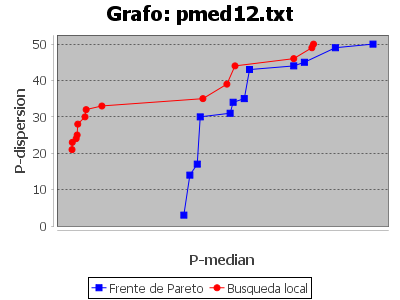 Grafo: pmed12.txt
P-dispersion
50
40
30
20
10
0
P-median
Frente de Pareto
Busqueda local